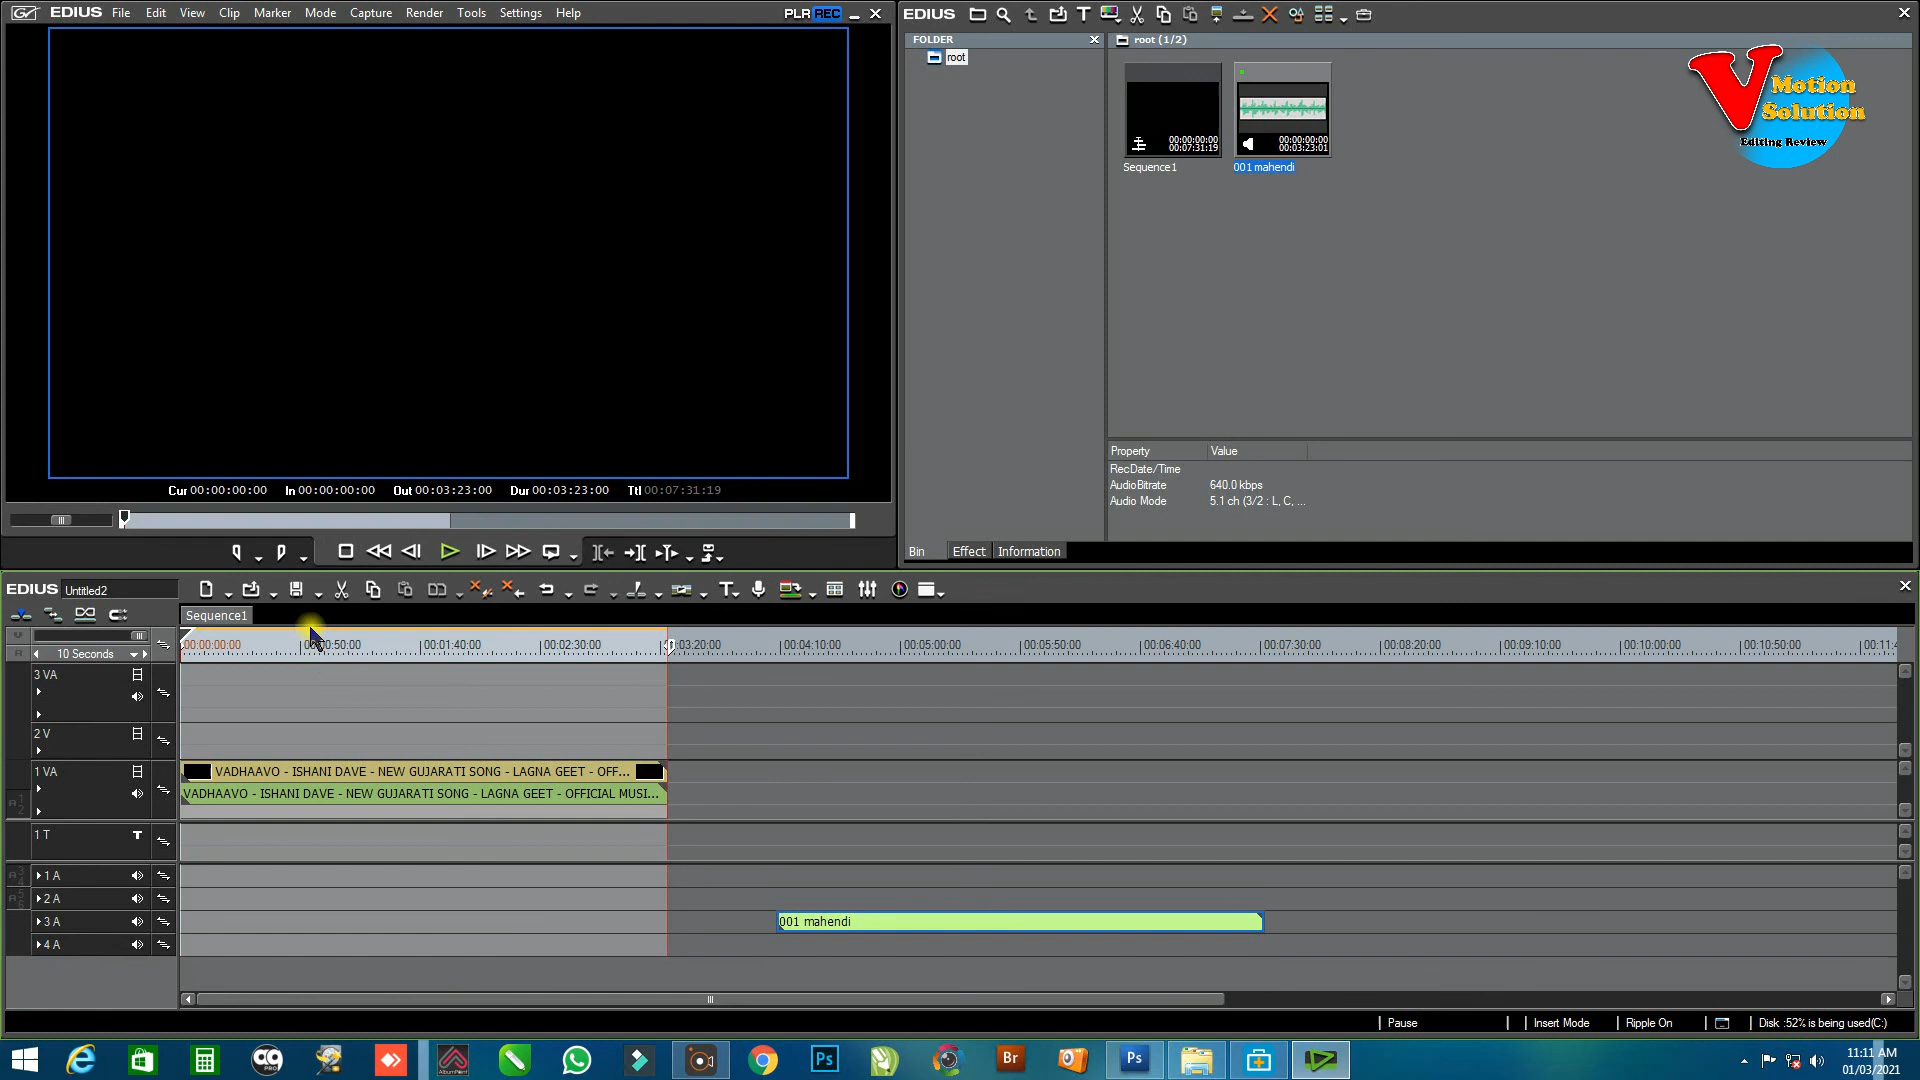 EDIUS File Edit View Clip Marker Mode Capture Render Tools Settings Help PLR REC
Cur 00:00:00:00 In 00:00:00:00 Out 00:03:23:00 Dur 00:03:23:00 Ttl 00:07:31:19
EDIUS
FOLDER
root
root (1/2)
00:00:00:00
00:07:31:19
Sequence1
00:00:00:00
00:03:23:01
001 mahendi
V Motion
Solution
Editing Review
Property Value
RecDate/Time
AudioBitrate 640.0 kbps
Audio Mode 5.1 ch (3/2 : L, C, ...
Bin Effect Information
EDIUS Untitled2
Sequence1
10 Seconds
00:00:00:00 00:00:50:00 00:01:40:00 00:02:30:00 00:03:20:00 00:04:10:00 00:05:00:00 00:05:50:00 00:06:40:00 00:07:30:00 00:08:20:00 00:09:10:00 00:10:00:00 00:10:50:00 00:11:4
3 VA
2 V
1 VA
VADHAAVO - ISHANI DAVE - NEW GUJARATI SONG - LAGNA GEET - OFF...
VADHAAVO - ISHANI DAVE - NEW GUJARATI SONG - LAGNA GEET - OFFICIAL MUSI...
1 T
1 A
2 A
3 A
001 mahendi
4 A
Pause Insert Mode Ripple On Disk :52% is being used(C:)
PRO
Ps
Br
Ps
11:11 AM
01/03/2021